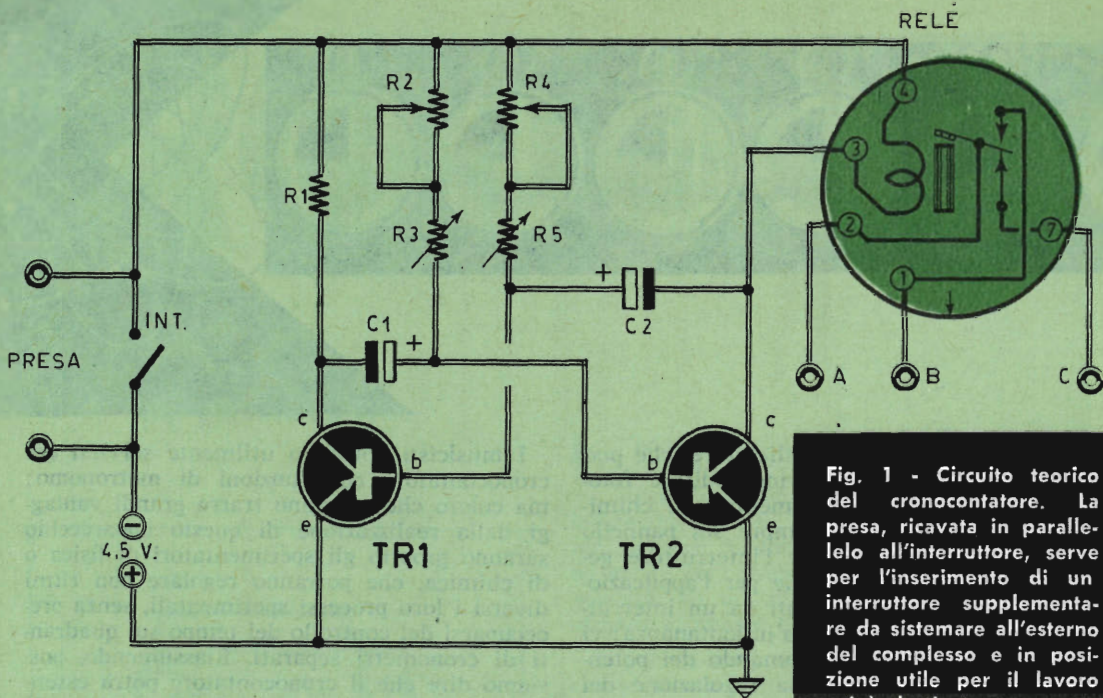 RELÈ
4
R2
R4
3
R1
2
7
R3
R5
1
+
C2
INT.
C1
+
PRESA
A
B
C
c
c
b
b
−
4,5 V.
+
e
e
TR1
TR2
Fig. 1 - Circuito teorico
del cronocontatore. La
presa, ricavata in paralle-
lelo all'interruttore, serve
per l'inserimento di un
interruttore supplementa-
re da sistemare all'esterno
del complesso e in posi-
zione utile per il lavoro